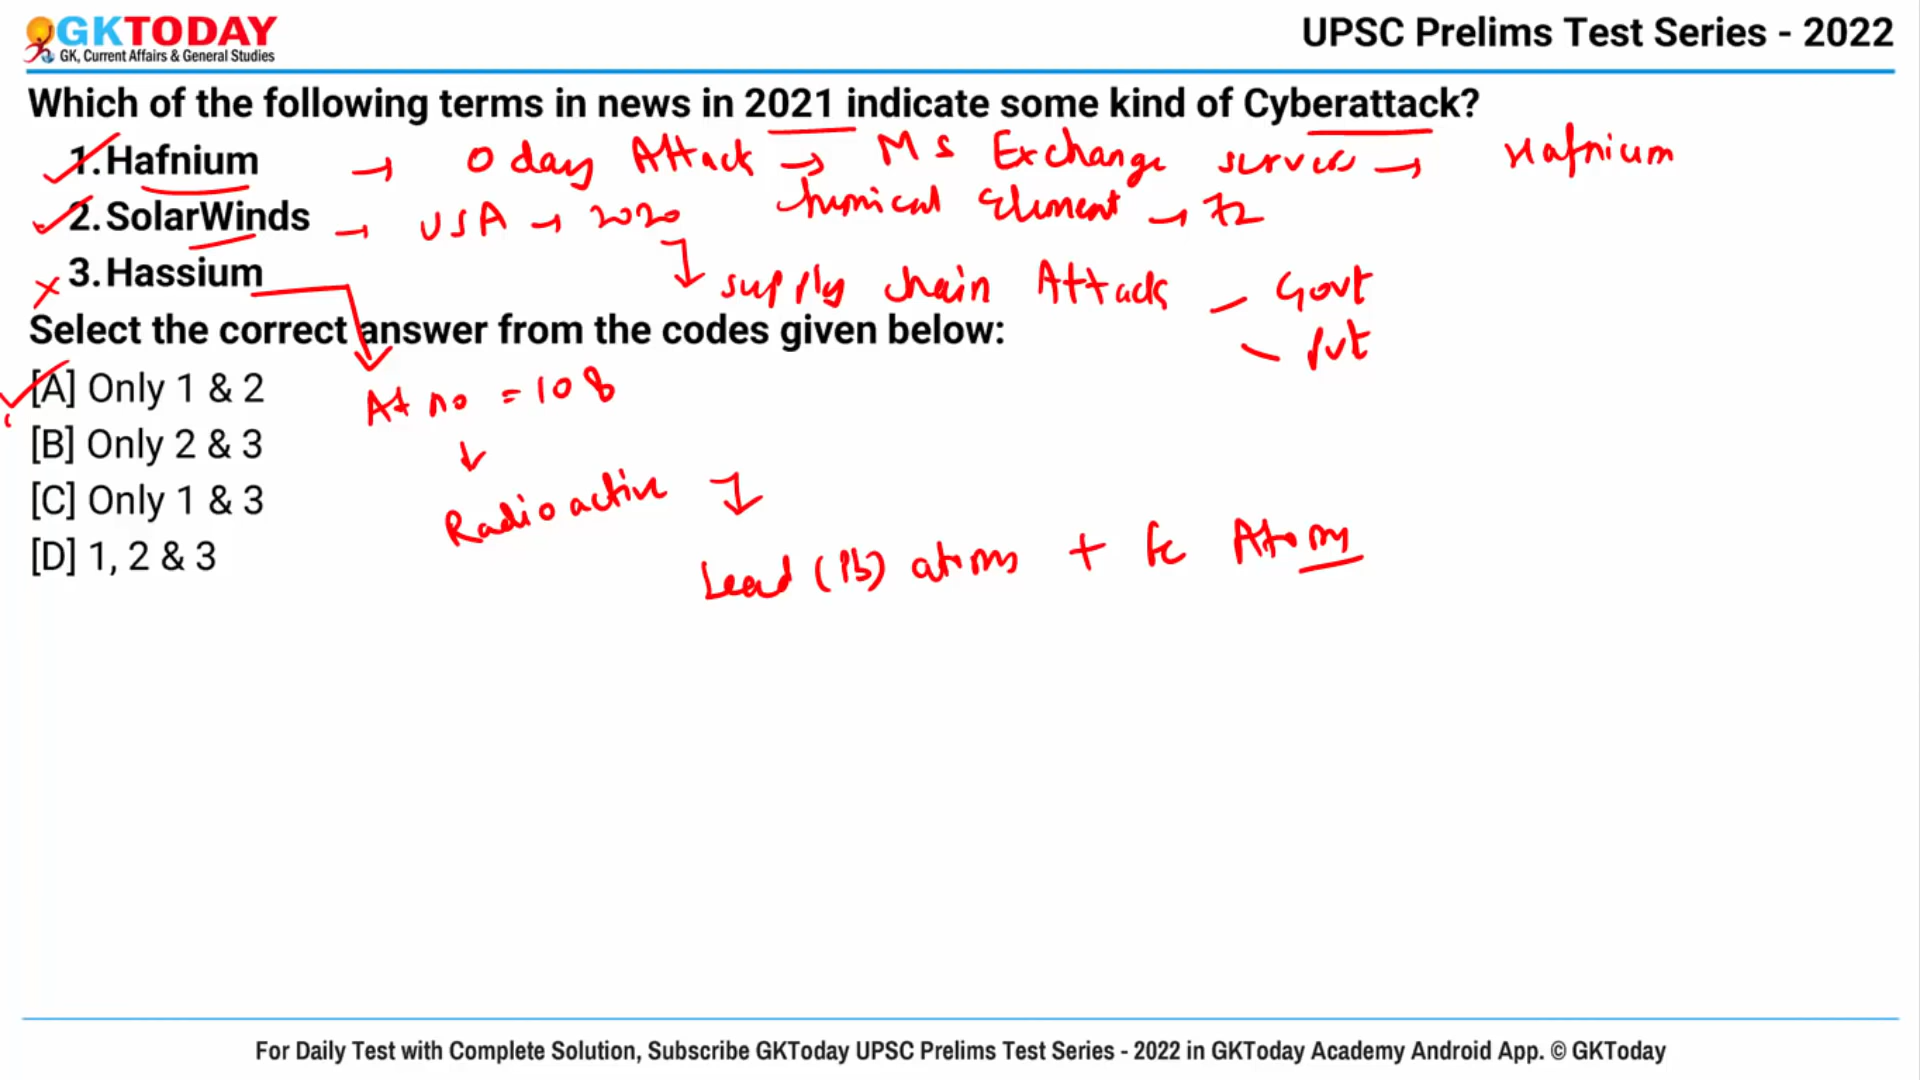 GKTODAY
GK, Current Affairs & General Studies
UPSC Prelims Test Series - 2022
Which of the following terms in news in 2021 indicate some kind of Cyberattack?
1. Hafnium → 0 day Attack → MS Exchange servers → Hafnium
Chemical Element → 72
2. SolarWinds → USA → 2020
3. Hassium
supply chain Attack - Govt
- Pvt
Select the correct answer from the codes given below:
[A] Only 1 & 2
At no = 108
[B] Only 2 & 3
[C] Only 1 & 3
Radioactive
[D] 1, 2 & 3
Lead (Pb) atoms + Fe Atoms
For Daily Test with Complete Solution, Subscribe GKToday UPSC Prelims Test Series - 2022 in GKToday Academy Android App. © GKToday